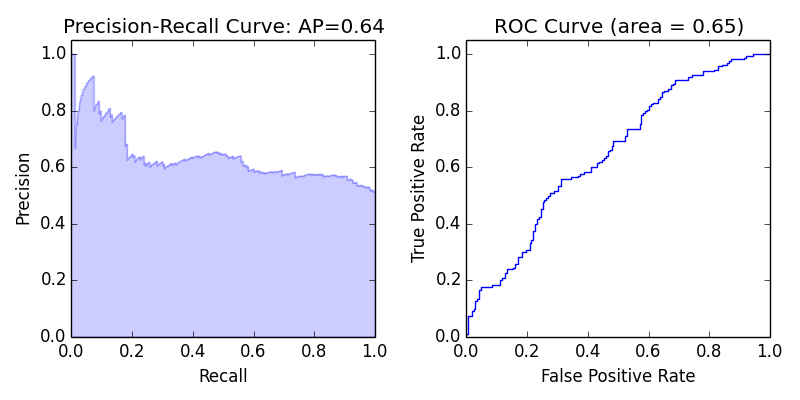 Precision-Recall Curve: AP=0.64
1.0
0.8
0.6
0.4
0.2
0.0
Precision
0.0 0.2 0.4 0.6 0.8 1.0
Recall
ROC Curve (area = 0.65)
1.0
0.8
0.6
0.4
0.2
0.0
True Positive Rate
0.0 0.2 0.4 0.6 0.8 1.0
False Positive Rate